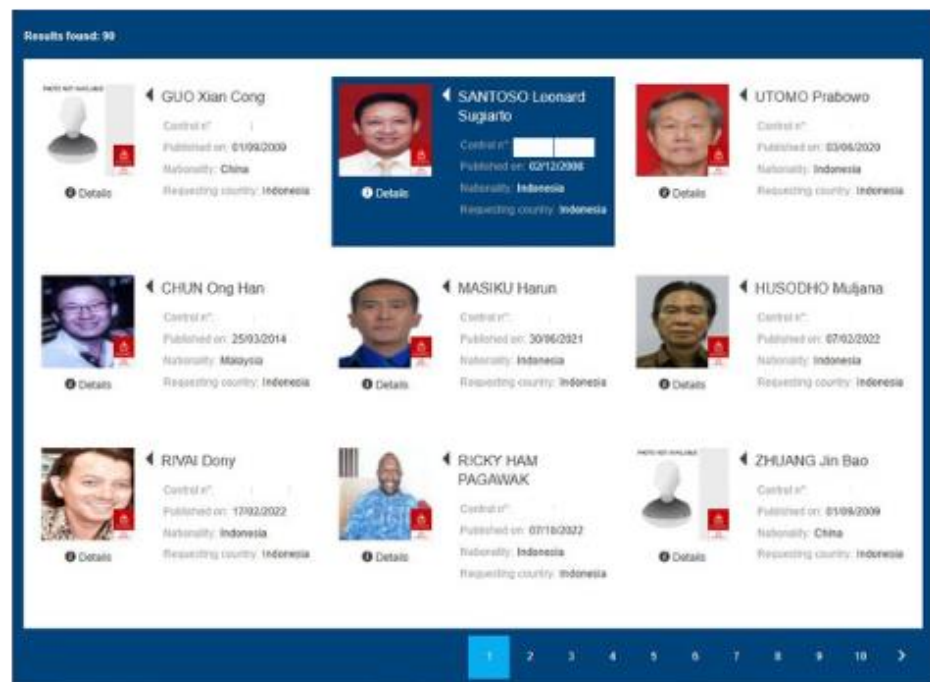 Results found: 90
PHOTO NOT AVAILABLE
GUO Xian Cong
Control n°:
Published on: 01/09/2009
Nationality: China
Requesting country: Indonesia
Details
SANTOSO Leonard
Sugiarto
Control n°:
Published on: 02/12/2008
Nationality: Indonesia
Requesting country: Indonesia
Details
UTOMO Prabowo
Control n°:
Published on: 03/06/2020
Nationality: Indonesia
Requesting country: Indonesia
Details
CHUN Ong Han
Control n°:
Published on: 25/03/2014
Nationality: Malaysia
Requesting country: Indonesia
Details
MASIKU Harun
Control n°:
Published on: 30/06/2021
Nationality: Indonesia
Requesting country: Indonesia
Details
HUSODHO Muljana
Control n°:
Published on: 07/02/2022
Nationality: Indonesia
Requesting country: Indonesia
Details
RIVAI Dony
Control n°:
Published on: 17/02/2022
Nationality: Indonesia
Requesting country: Indonesia
Details
RICKY HAM
PAGAWAK
Control n°:
Published on: 07/10/2022
Nationality: Indonesia
Requesting country: Indonesia
Details
PHOTO NOT AVAILABLE
ZHUANG Jin Bao
Control n°:
Published on: 01/09/2009
Nationality: China
Requesting country: Indonesia
Details
1 2 3 4 5 6 7 8 9 10